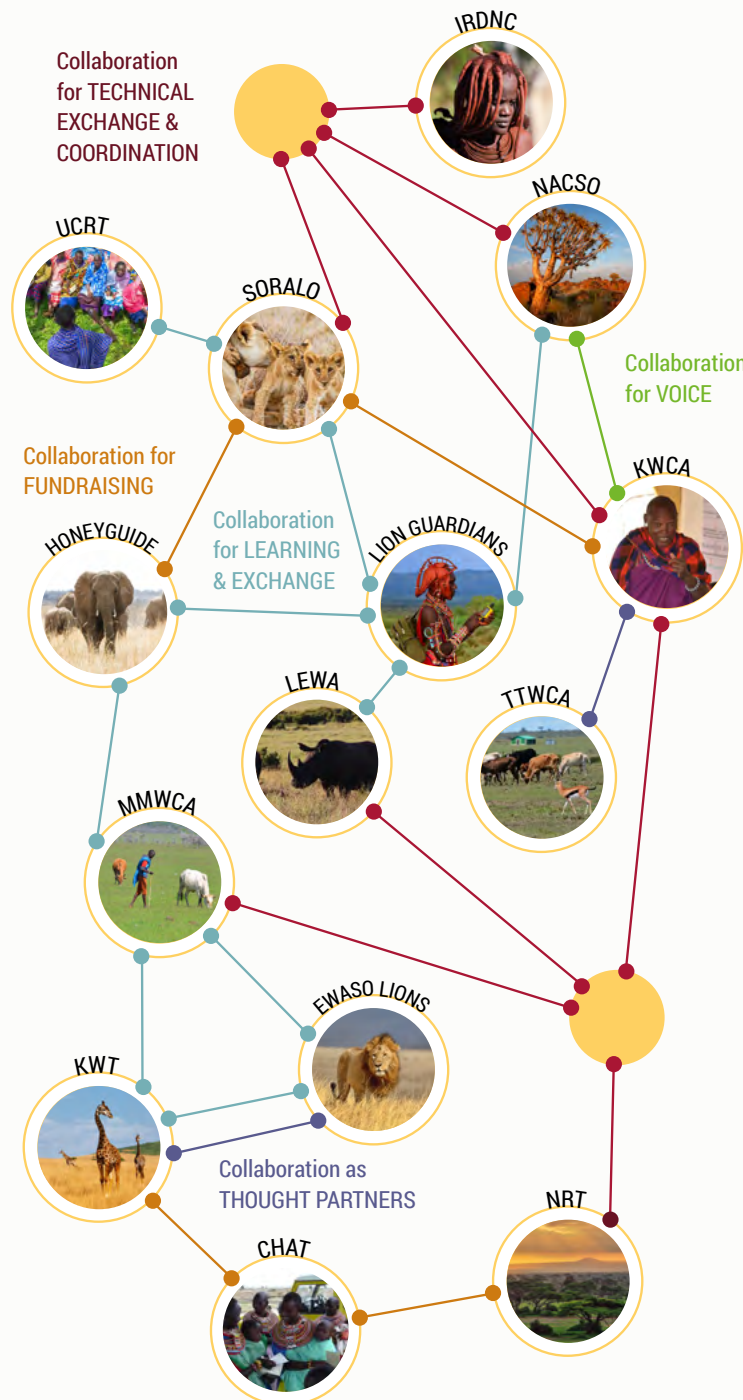 IRDNC
Collaboration
for TECHNICAL
EXCHANGE &
COORDINATION
NACSO
UCRT
SORALO
Collaboration
for VOICE
Collaboration for
FUNDRAISING
KWCA
Collaboration
for LEARNING
& EXCHANGE
HONEYGUIDE
LION GUARDIANS
LEWA
TTWCA
MMWCA
EWASO LIONS
KWT
Collaboration as
THOUGHT PARTNERS
NRT
CHAT